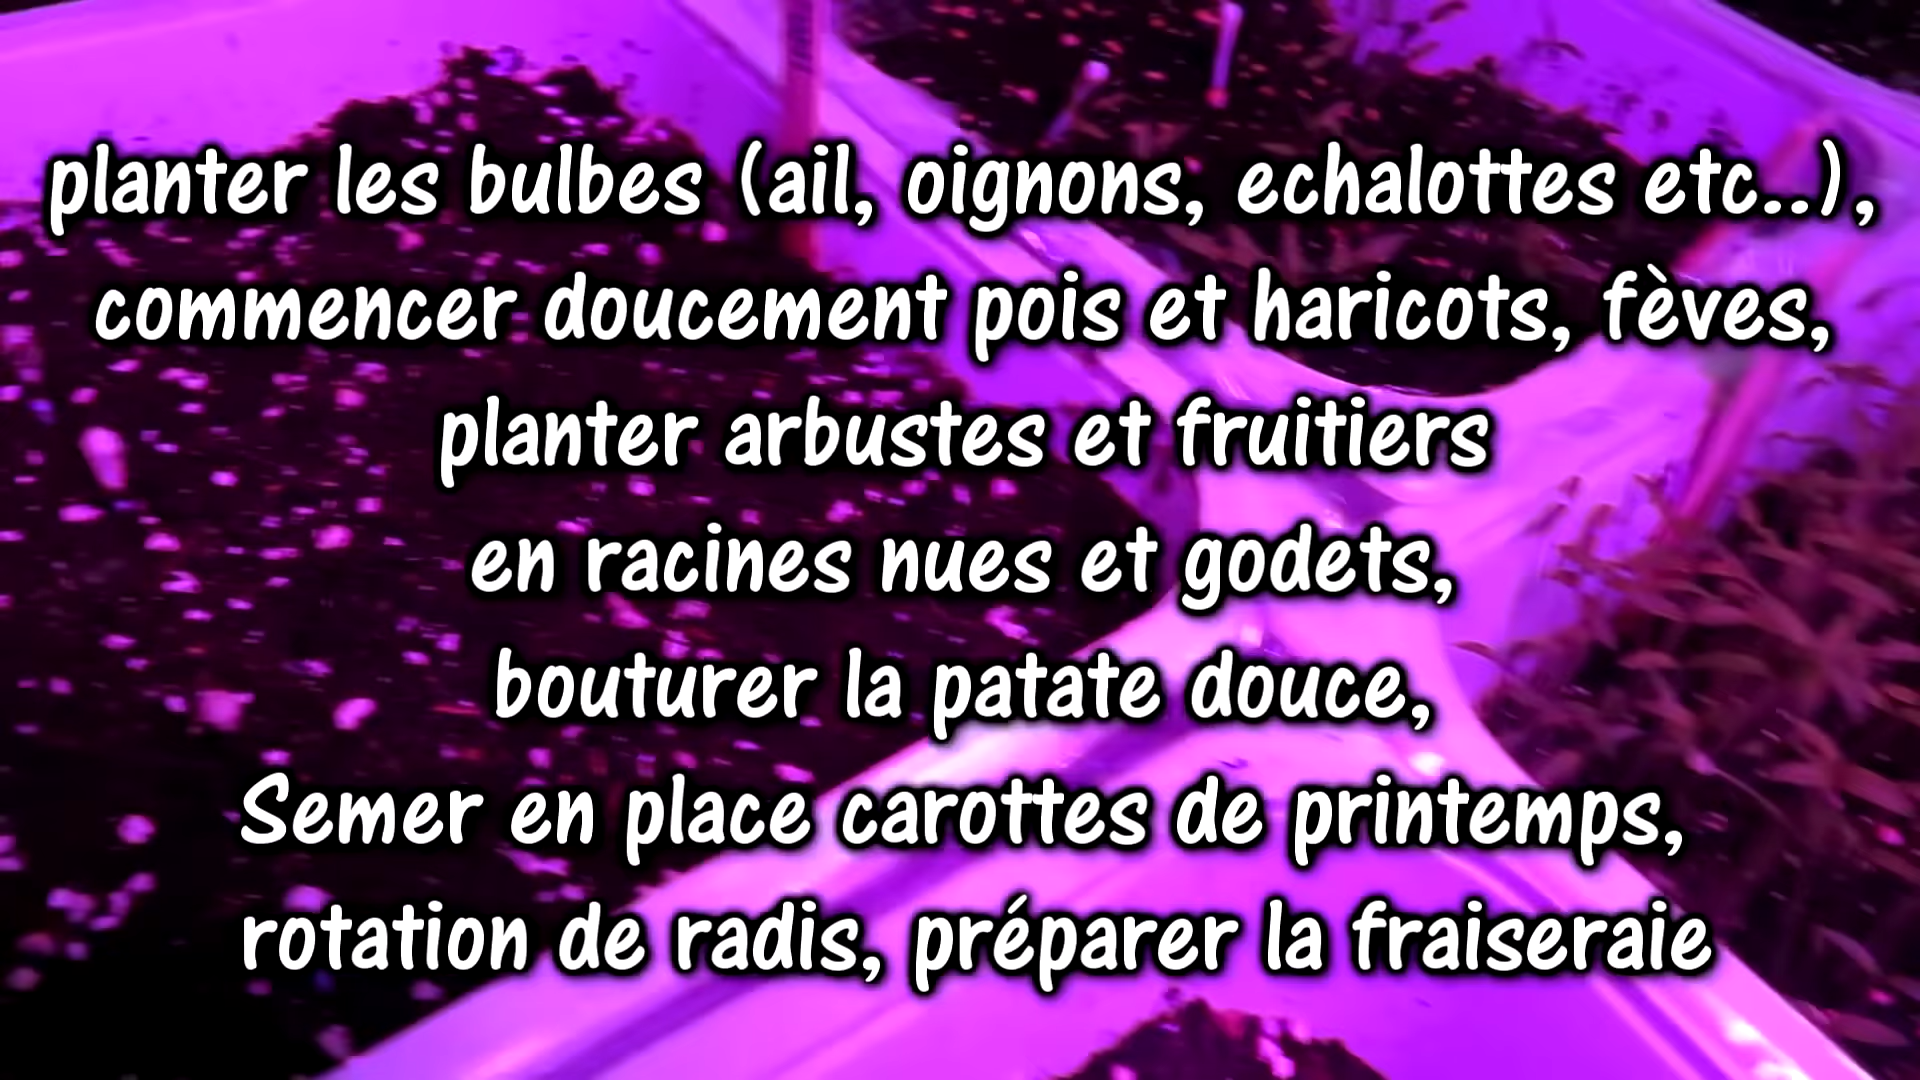 planter les bulbes (ail, oignons, echalottes etc..),
commencer doucement pois et haricots, fèves,
planter arbustes et fruitiers
en racines nues et godets,
bouturer la patate douce,
Semer en place carottes de printemps,
rotation de radis, préparer la fraiseraie